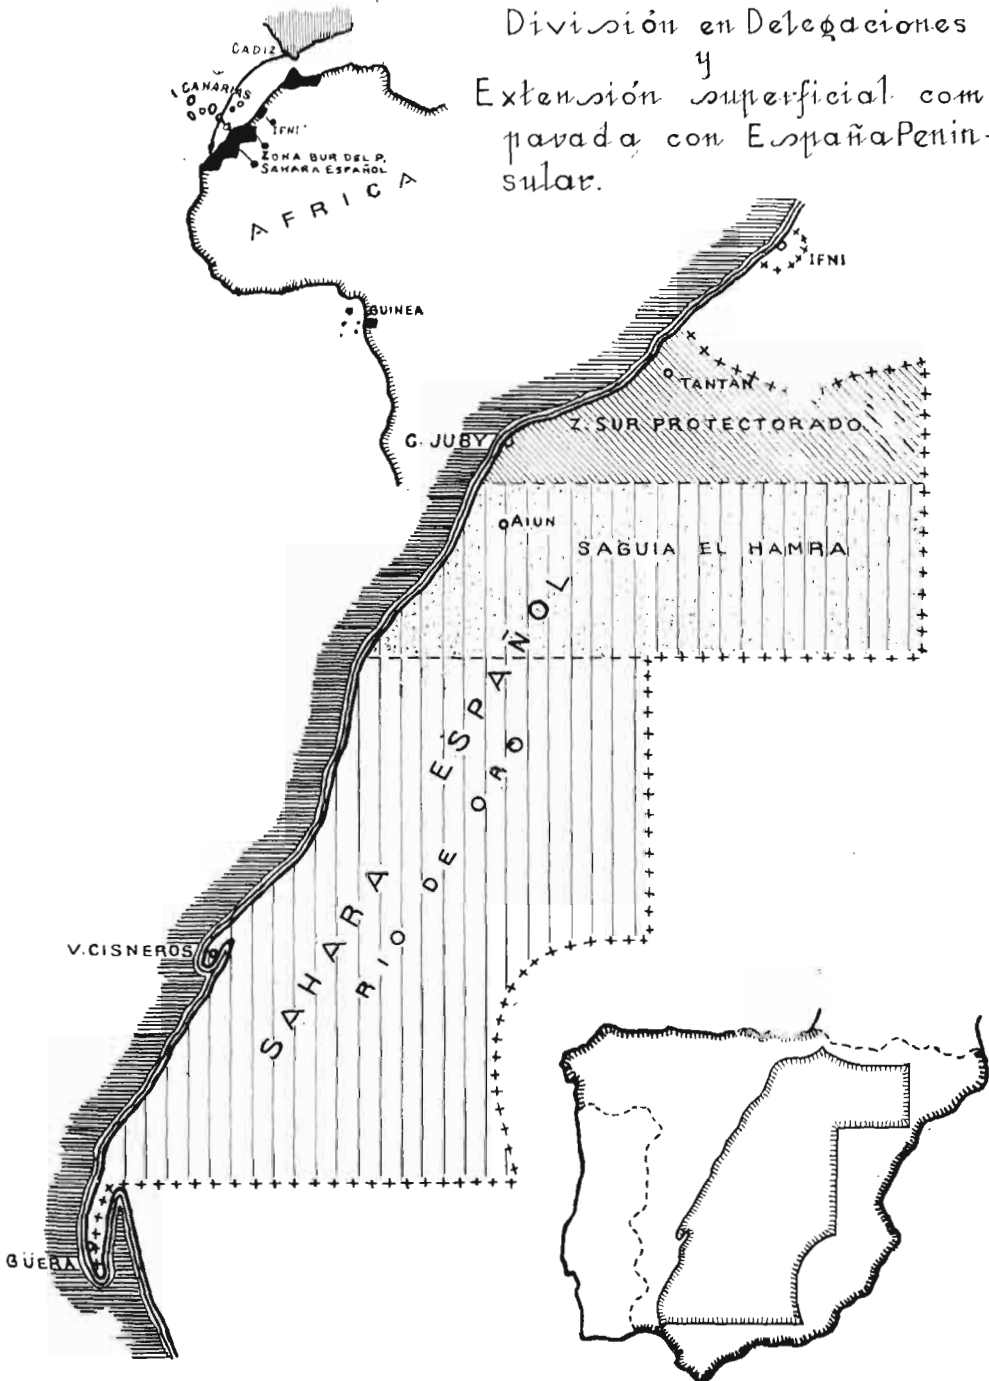 División en Delegaciones
y
Extensión superficial com
parada con España Penin-
sular.
CADIZ
I CANARIAS
IFNI
ZONA SUR DEL P.
SAHARA ESPAÑOL
AFRICA
GUINEA
IFNI
TANTAN
Z. SUR PROTECTORADO
C. JUBY
AIUN
SAGUIA EL HAMRA
SAHARA ESPAÑOL
RIO DE ORO
V. CISNEROS
GÜERA